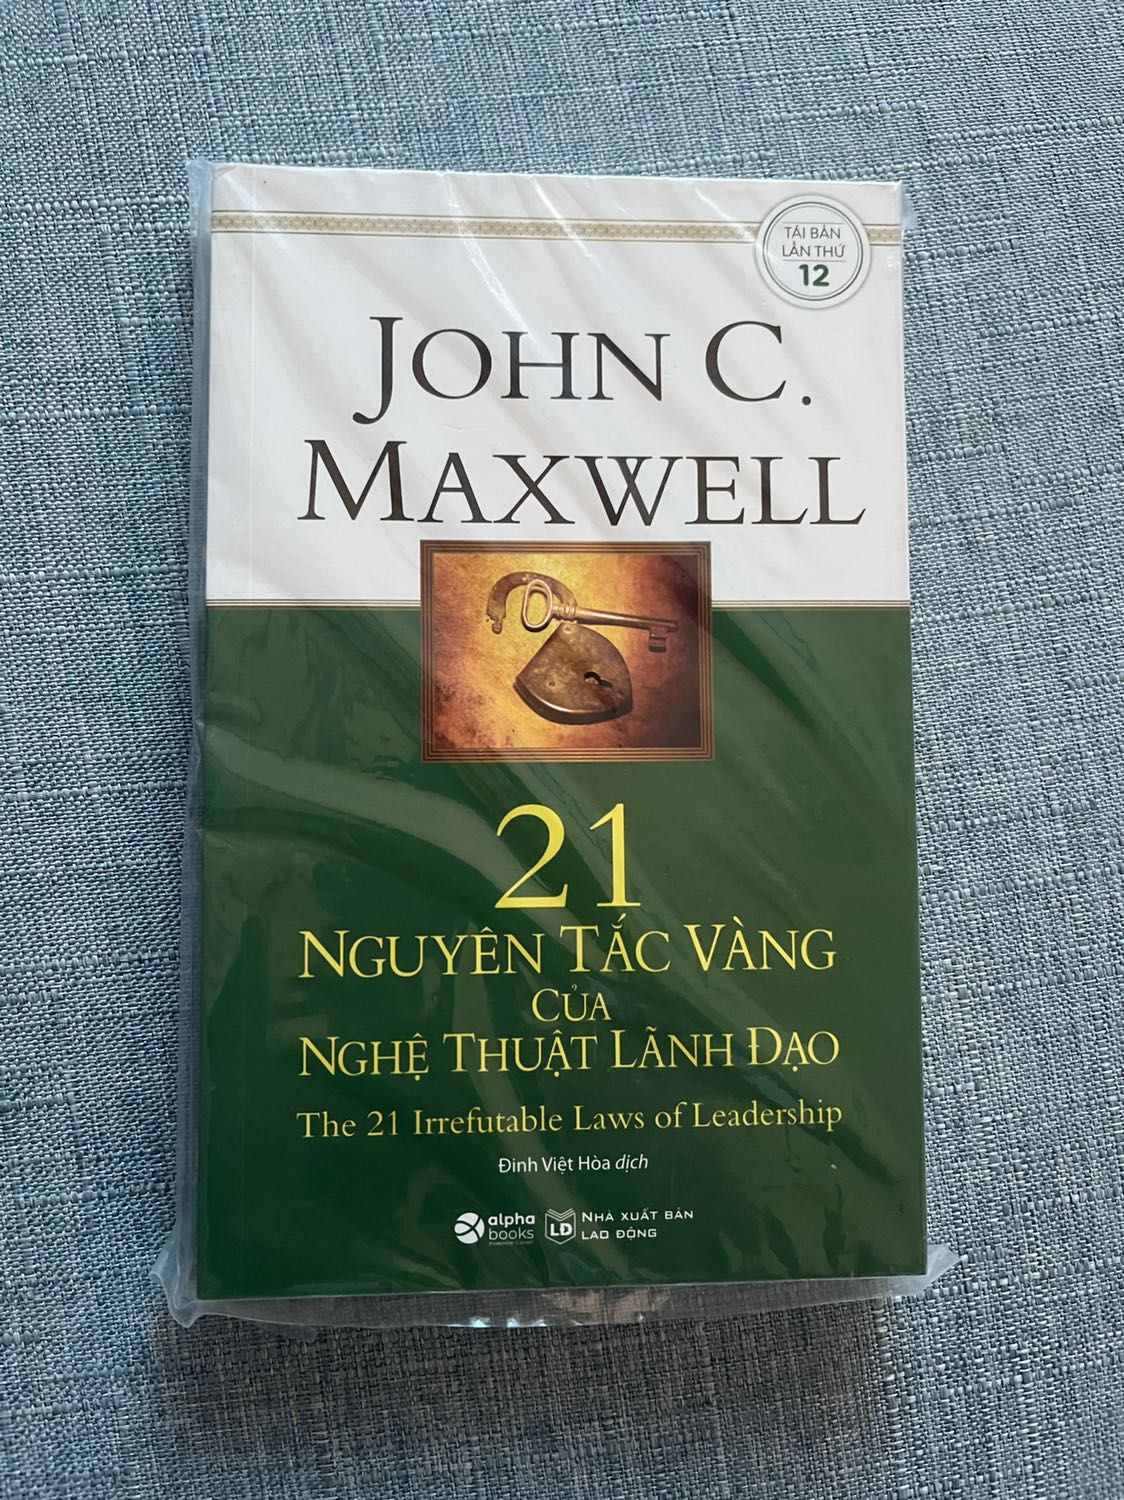 TÁI BẢN
LẦN THỨ
12
JOHN C.
MAXWELL
21
NGUYÊN TẮC VÀNG
CỦA
NGHỆ THUẬT LÃNH ĐẠO
The 21 Irrefutable Laws of Leadership
Đinh Việt Hòa dịch
alpha
books
LĐ
NHÀ XUẤT BẢN
LAO ĐỘNG